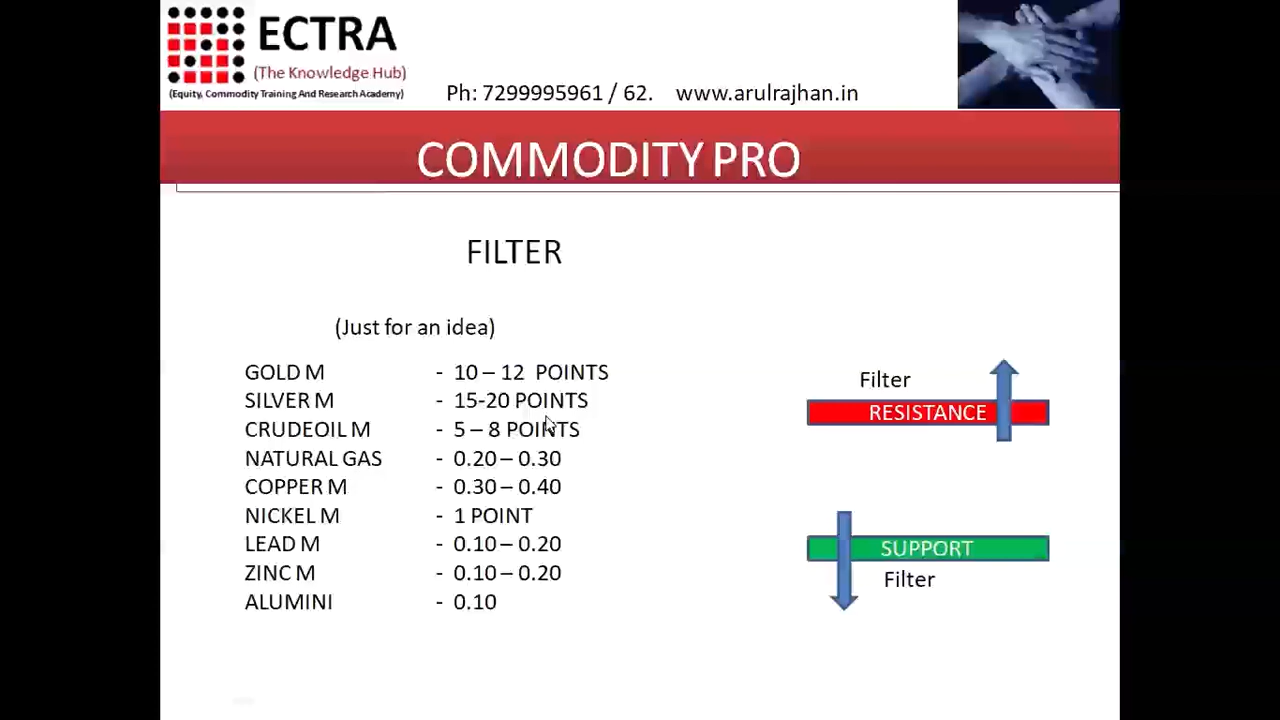 ECTRA
(The Knowledge Hub)
(Equity, Commodity Training And Research Academy)
Ph: 7299995961 / 62. www.arulrajhan.in
COMMODITY PRO
FILTER
(Just for an idea)
GOLD M - 10 – 12 POINTS
SILVER M - 15-20 POINTS
CRUDEOIL M - 5 – 8 POINTS
NATURAL GAS - 0.20 – 0.30
COPPER M - 0.30 – 0.40
NICKEL M - 1 POINT
LEAD M - 0.10 – 0.20
ZINC M - 0.10 – 0.20
ALUMINI - 0.10
Filter
RESISTANCE
SUPPORT
Filter